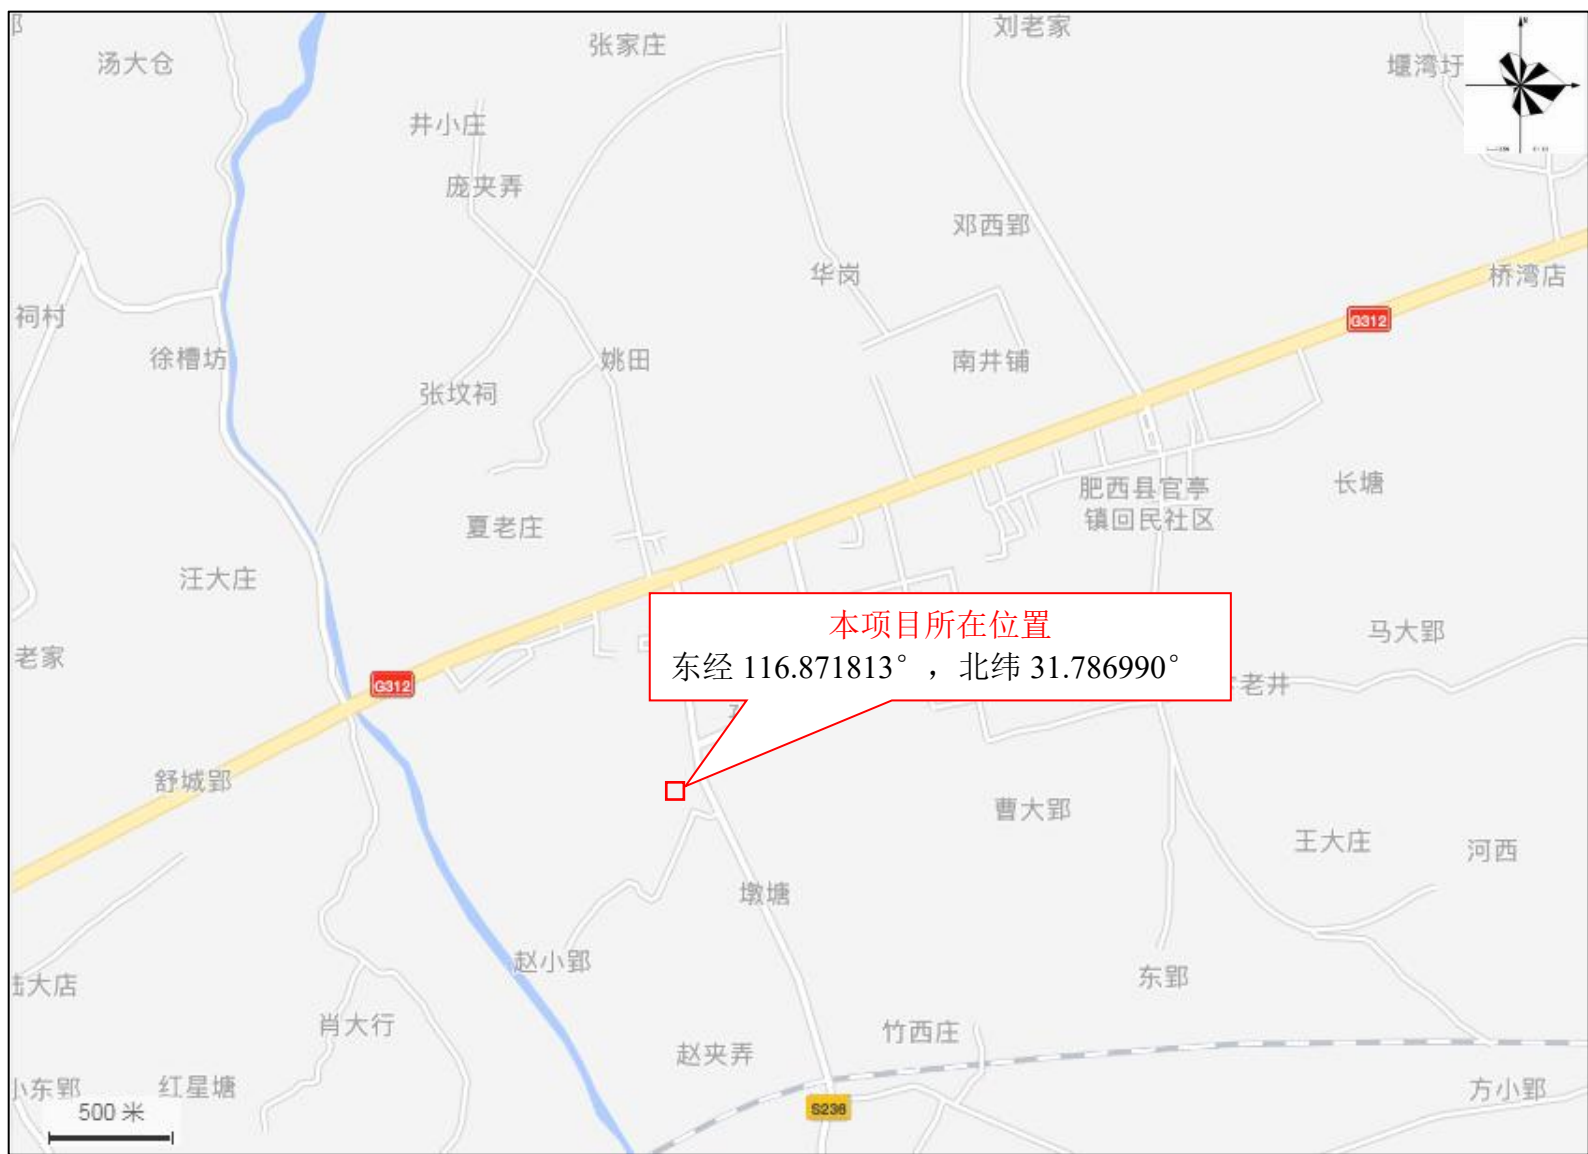 刘老家
张家庄
汤大仓
堰湾圩
N
井小庄
庞夹弄
邓西郢
华岗
桥湾店
祠村
G312
徐槽坊
姚田
南井铺
张坟祠
长塘
肥西县官亭
镇回民社区
夏老庄
汪大庄
本项目所在位置
东经 116.871813°，北纬 31.786990°
马大郢
老家
老井
G312
舒城郢
曹大郢
王大庄
河西
墩塘
赵小郢
东郢
大店
肖大行
竹西庄
赵夹弄
小东郢
红星塘
方小郢
500 米
S236